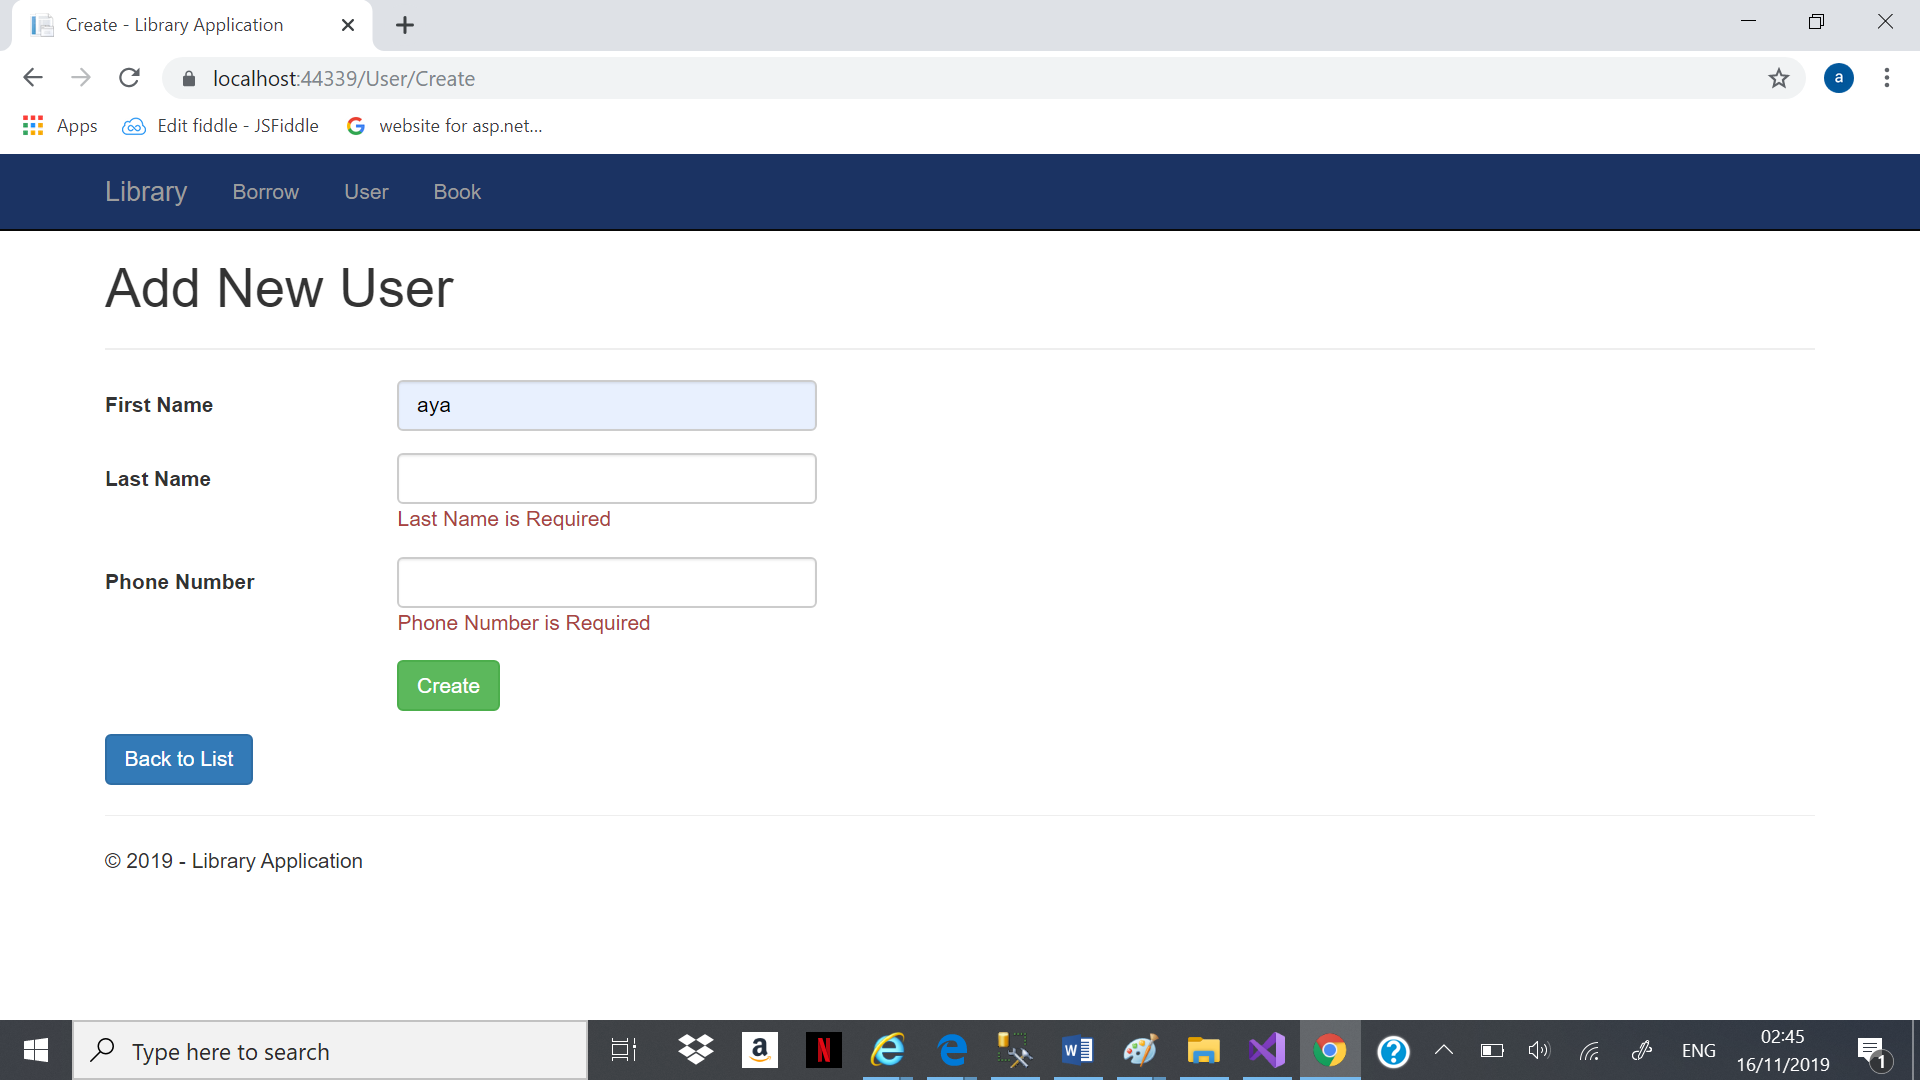 Create - Library Application
localhost:44339/User/Create
a
Apps
Edit fiddle - JSFiddle
website for asp.net...
Library Borrow User Book
Add New User
First Name
aya
Last Name
Last Name is Required
Phone Number
Phone Number is Required
Create
Back to List
© 2019 - Library Application
Type here to search
a
N
W
?
ENG
02:45
16/11/2019
1